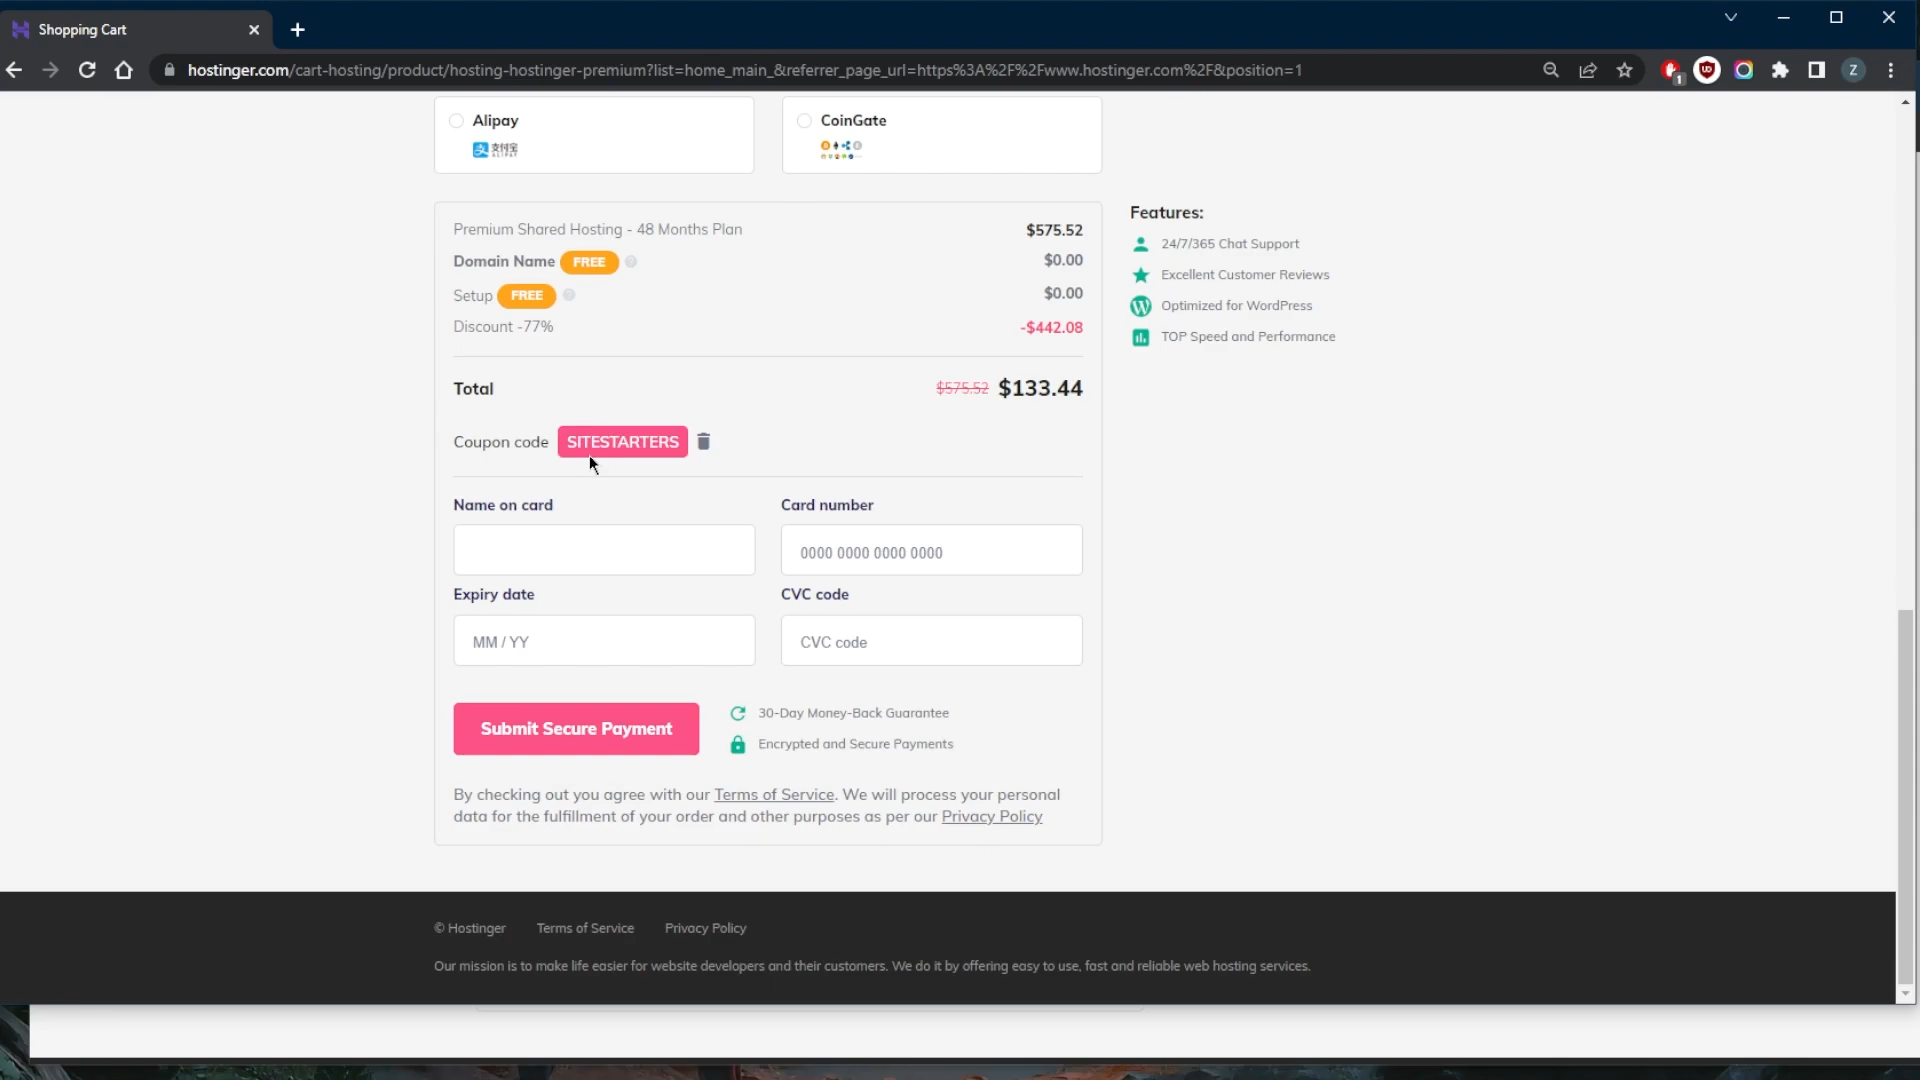 Shopping Cart
hostinger.com/cart-hosting/product/hosting-hostinger-premium?list=home_main_&referrer_page_url=https%3A%2F%2Fwww.hostinger.com%2F&position=1
1
Z
Alipay
CoinGate
支付宝
ALIPAY
Premium Shared Hosting - 48 Months Plan $575.52
Domain Name FREE $0.00
Setup FREE $0.00
Discount -77% -$442.08
Total $575.52 $133.44
Coupon code SITESTARTERS
Name on card
Card number
0000 0000 0000 0000
Expiry date
CVC code
MM / YY
CVC code
Submit Secure Payment
30-Day Money-Back Guarantee
Encrypted and Secure Payments
By checking out you agree with our Terms of Service. We will process your personal
data for the fulfillment of your order and other purposes as per our Privacy Policy
Features:
24/7/365 Chat Support
Excellent Customer Reviews
Optimized for WordPress
TOP Speed and Performance
© Hostinger Terms of Service Privacy Policy
Our mission is to make life easier for website developers and their customers. We do it by offering easy to use, fast and reliable web hosting services.